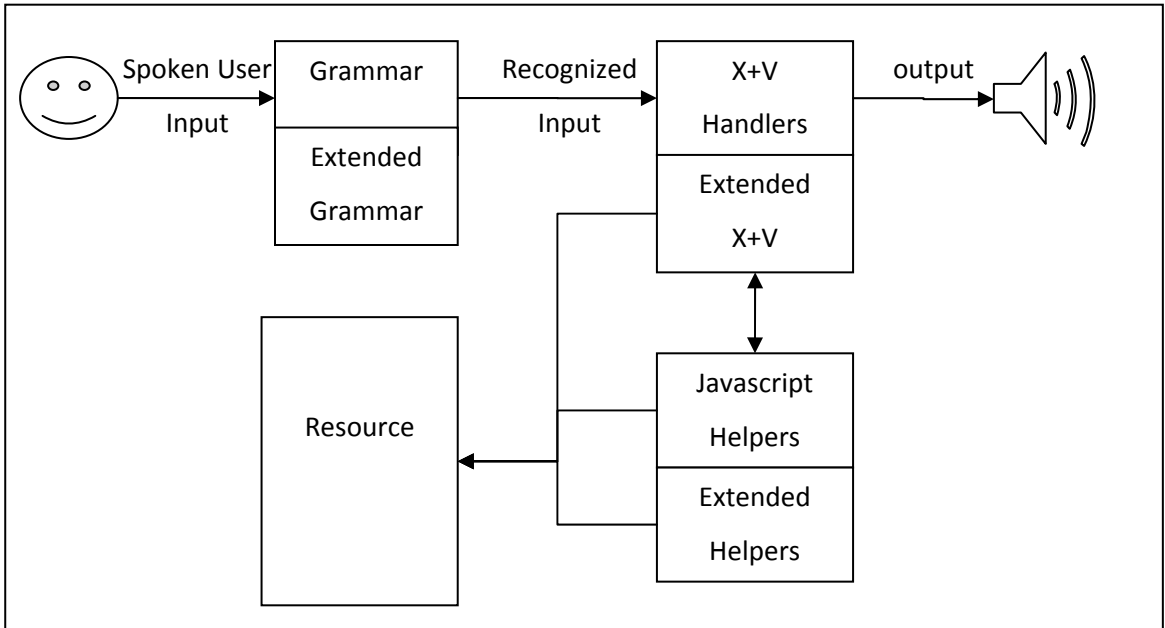 Spoken User
Input
Grammar
Extended
Grammar
Recognized
Input
X+V
Handlers
Extended
X+V
output
Resource
Javascript
Helpers
Extended
Helpers